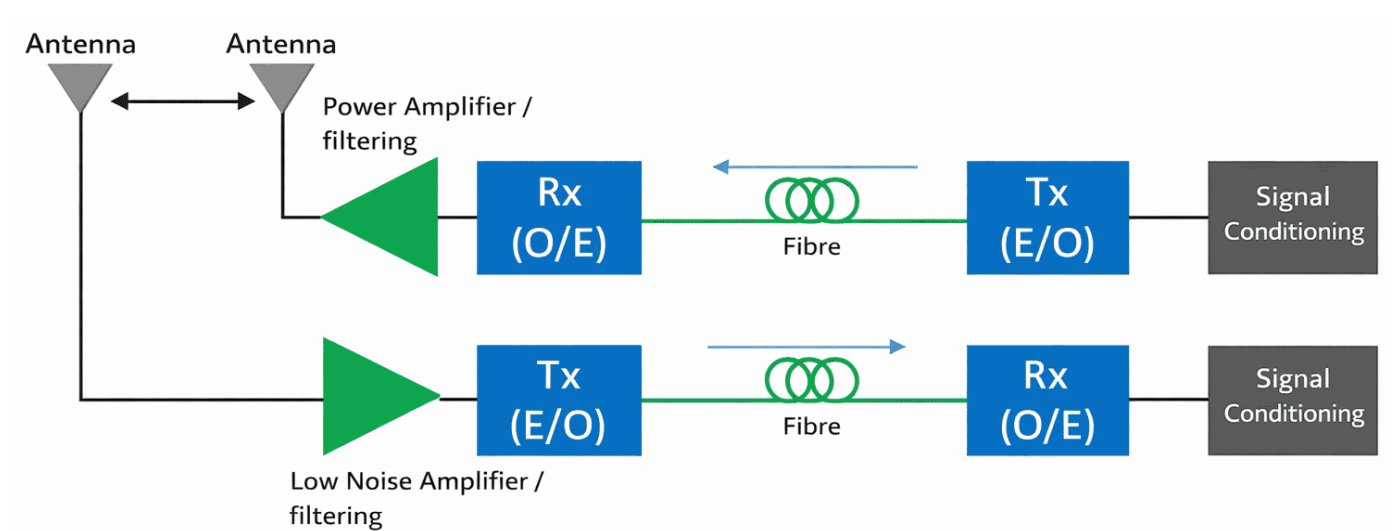 Antenna
Antenna
Power Amplifier /
filtering
Rx
(O/E)
Fibre
Tx
(E/O)
Signal
Conditioning
Low Noise Amplifier /
filtering
Tx
(E/O)
Fibre
Rx
(O/E)
Signal
Conditioning